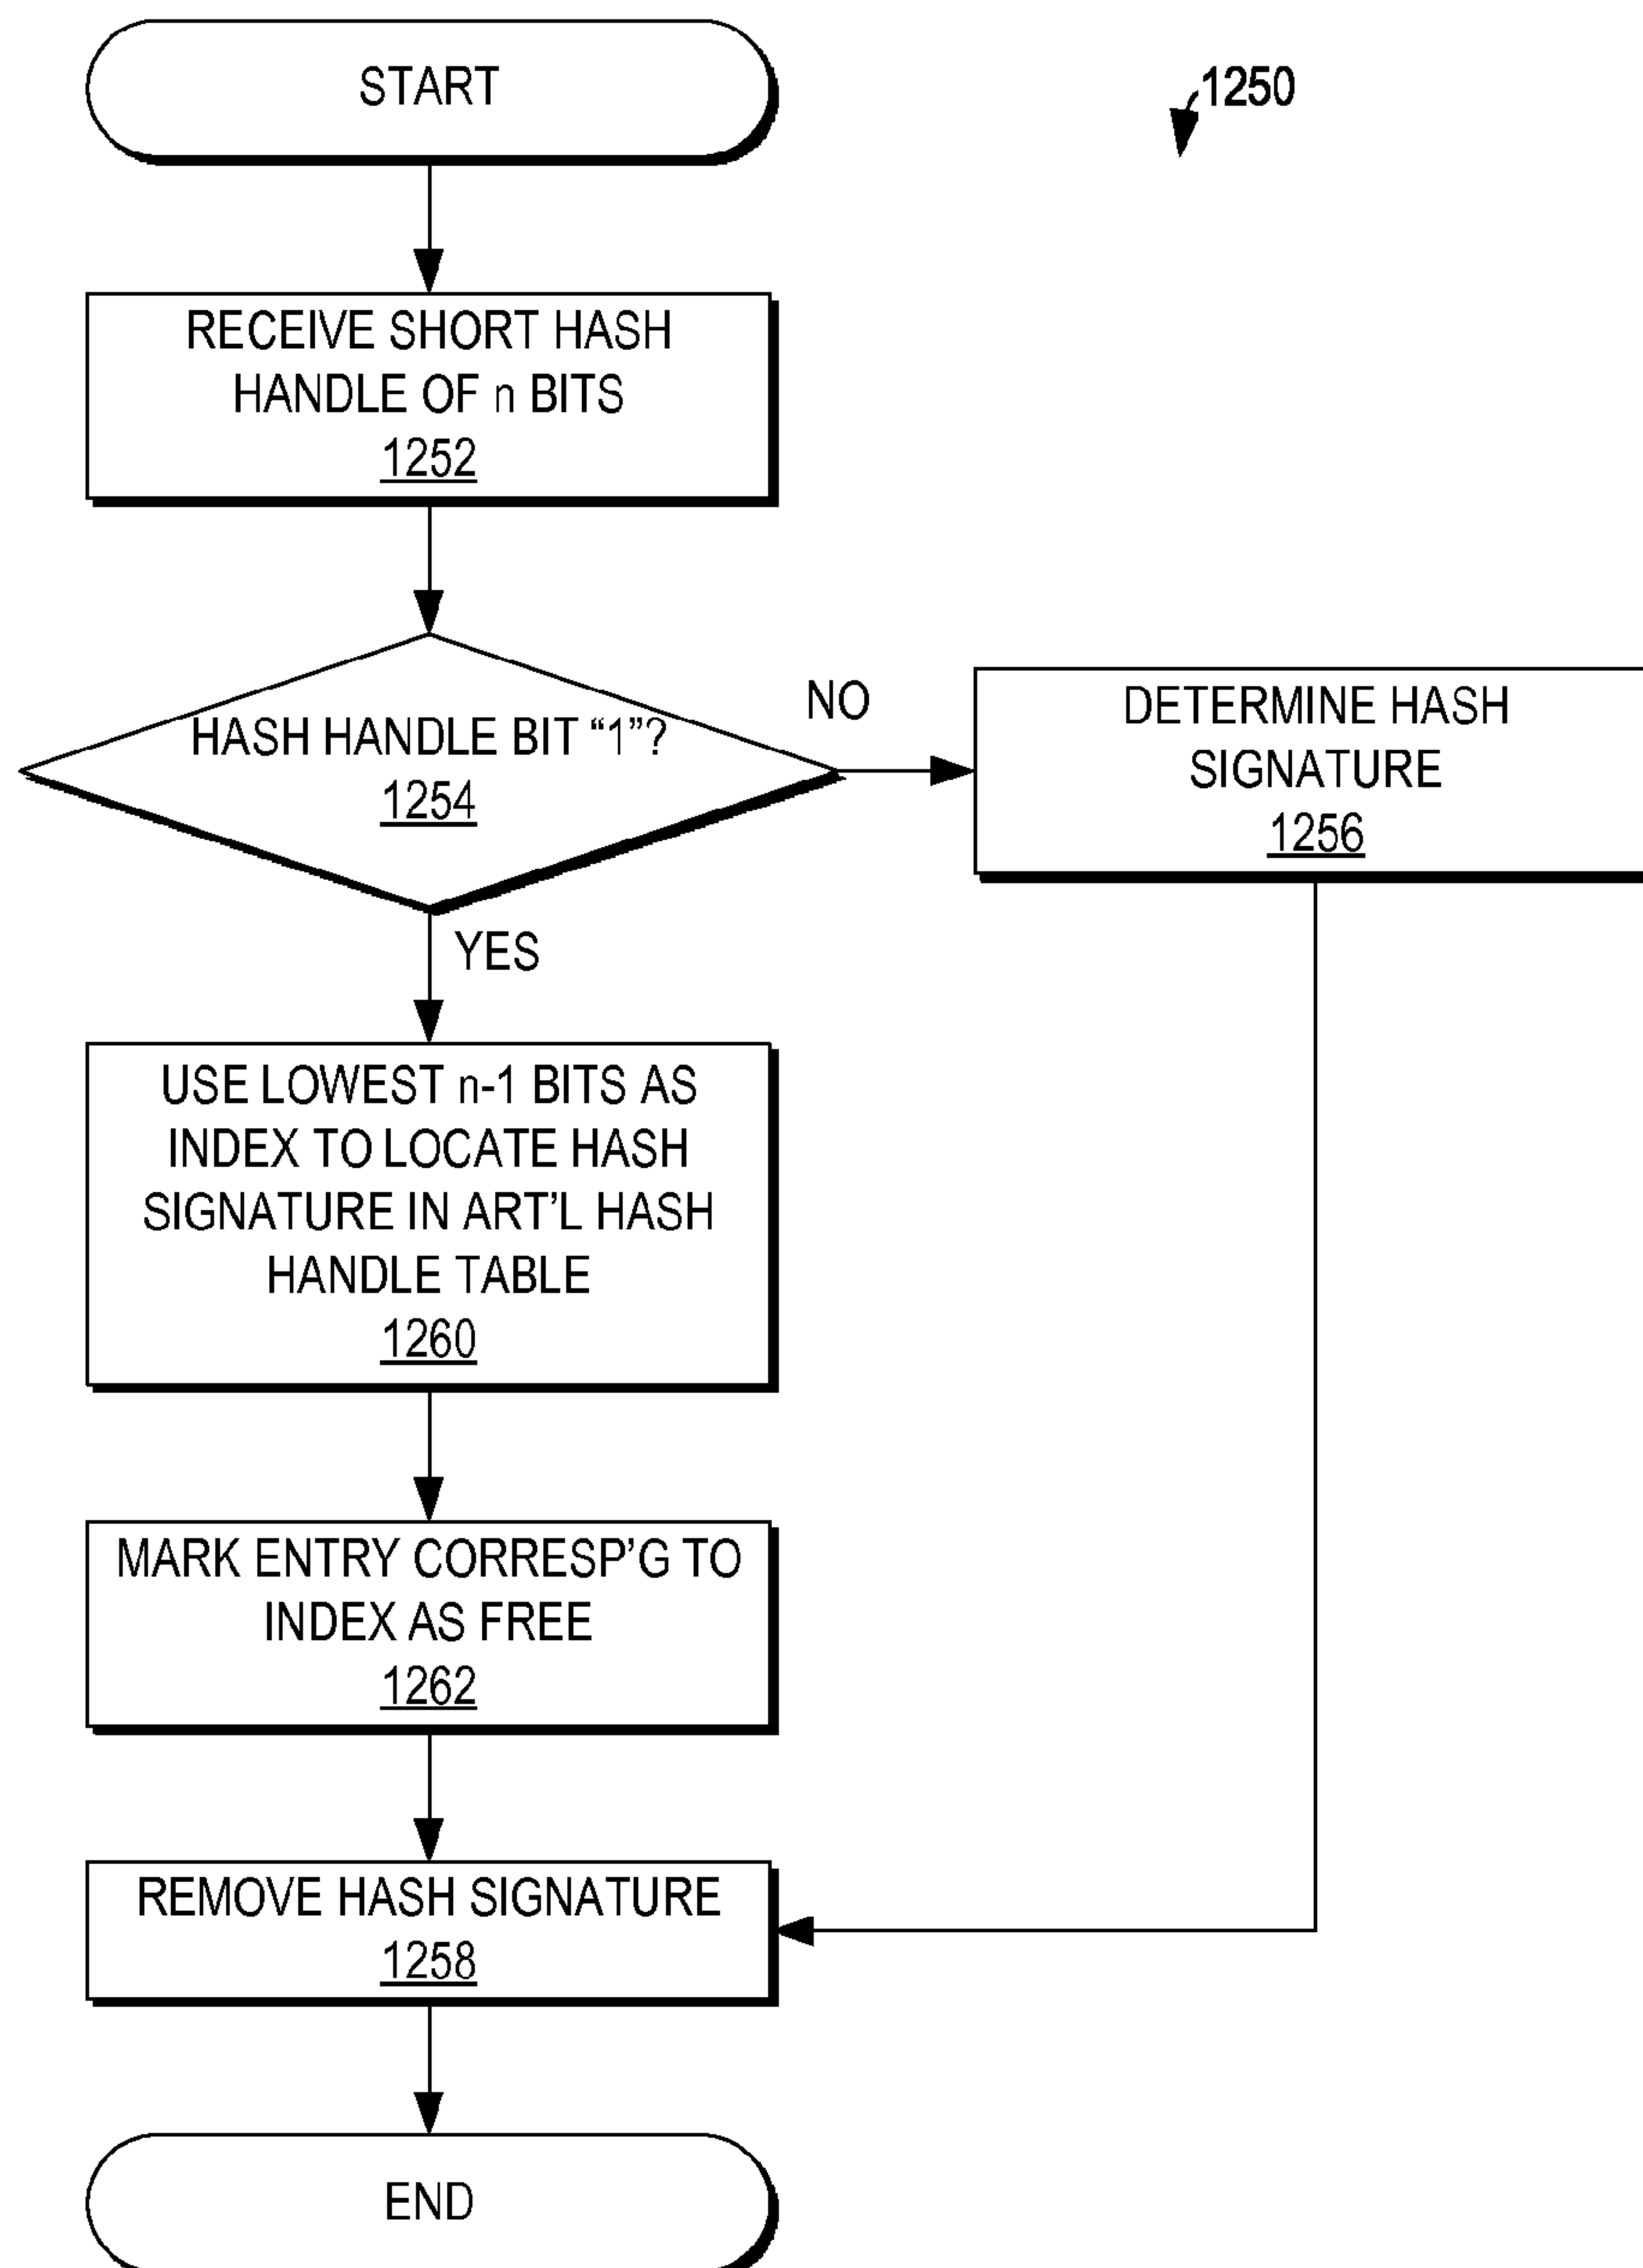 START
1250
RECEIVE SHORT HASH
HANDLE OF n BITS
1252
HASH HANDLE BIT “1”?
1254
NO
DETERMINE HASH
SIGNATURE
1256
YES
USE LOWEST n-1 BITS AS
INDEX TO LOCATE HASH
SIGNATURE IN ART’L HASH
HANDLE TABLE
1260
MARK ENTRY CORRESP’G TO
INDEX AS FREE
1262
REMOVE HASH SIGNATURE
1258
END